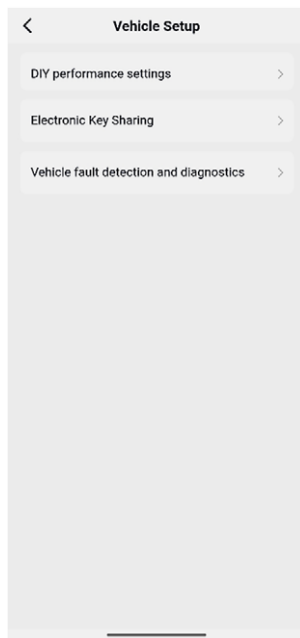 Vehicle Setup
DIY performance settings
Electronic Key Sharing
Vehicle fault detection and diagnostics